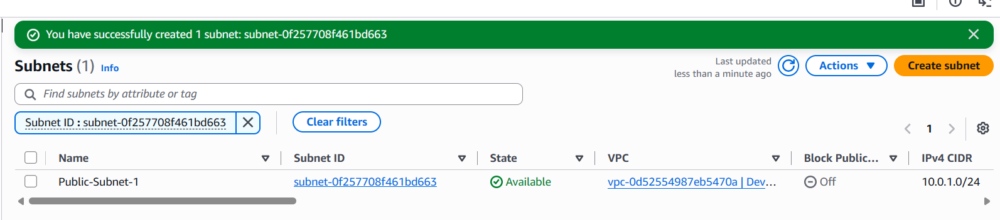 You have successfully created 1 subnet: subnet-0f257708f461bd663
Subnets (1) Info
Last updated
less than a minute ago
Actions
Create subnet
Find subnets by attribute or tag
Subnet ID : subnet-0f257708f461bd663
Clear filters
1
Name Subnet ID State VPC Block Public... IPv4 CIDR
Public-Subnet-1 subnet-0f257708f461bd663 Available vpc-0d52554987eb5470a | Dev... Off 10.0.1.0/24